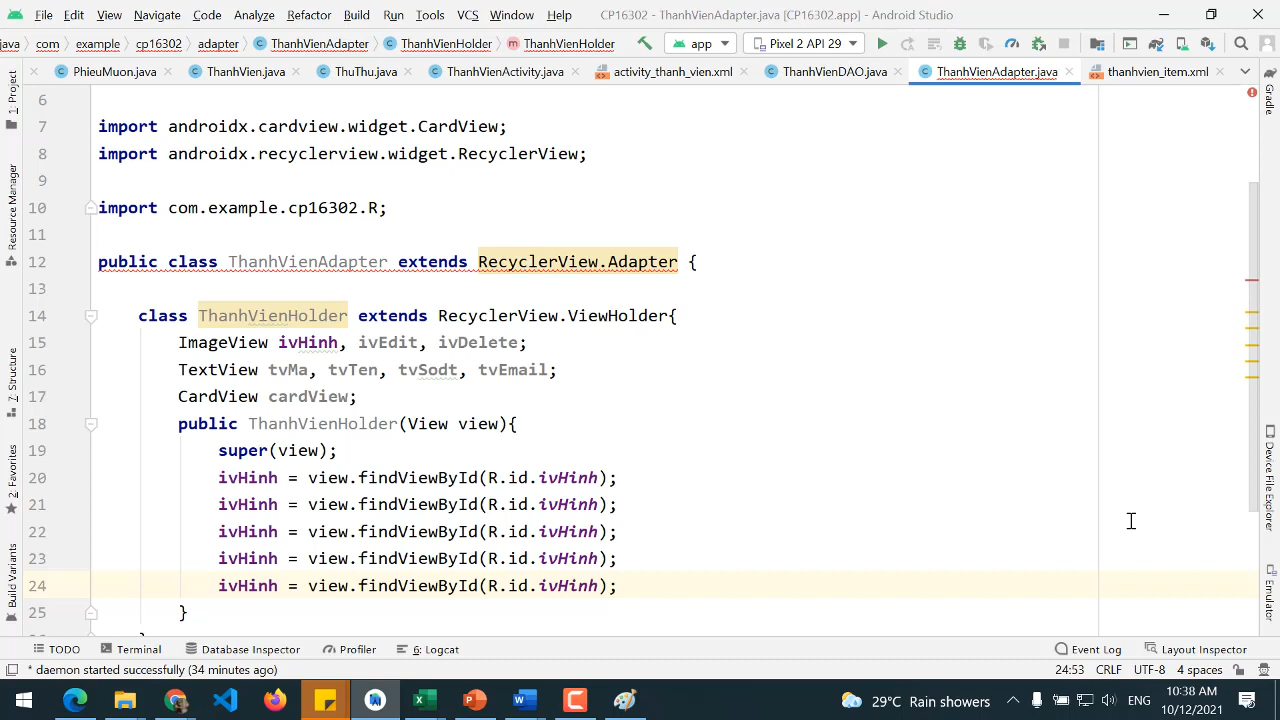 File Edit View Navigate Code Analyze Refactor Build Run Tools VCS Window Help CP16302 - ThanhVienAdapter.java [CP16302.app] - Android Studio
java com example cp16302 adapter ThanhVienAdapter ThanhVienHolder ThanhVienHolder app Pixel 2 API 29
PhieuMuon.java ThanhVien.java ThuThu.java ThanhVienActivity.java activity_thanh_vien.xml ThanhVienDAO.java ThanhVienAdapter.java thanhvien_item.xml
1: Project
Resource Manager
Z: Structure
2: Favorites
Build Variants
Gradle
Device File Explorer
Emulator
6
7 import androidx.cardview.widget.CardView;
8 import androidx.recyclerview.widget.RecyclerView;
9
10 import com.example.cp16302.R;
11
12 public class ThanhVienAdapter extends RecyclerView.Adapter {
13
14 class ThanhVienHolder extends RecyclerView.ViewHolder{
15 ImageView ivHinh, ivEdit, ivDelete;
16 TextView tvMa, tvTen, tvSodt, tvEmail;
17 CardView cardView;
18 public ThanhVienHolder(View view){
19 super(view);
20 ivHinh = view.findViewById(R.id.ivHinh);
21 ivHinh = view.findViewById(R.id.ivHinh);
22 ivHinh = view.findViewById(R.id.ivHinh);
23 ivHinh = view.findViewById(R.id.ivHinh);
24 ivHinh = view.findViewById(R.id.ivHinh);
25 }
TODO Terminal Database Inspector Profiler 6: Logcat Event Log Layout Inspector
* daemon started successfully (34 minutes ago) 24:53 CRLF UTF-8 4 spaces
29°C Rain showers ENG 10:38 AM
10/12/2021